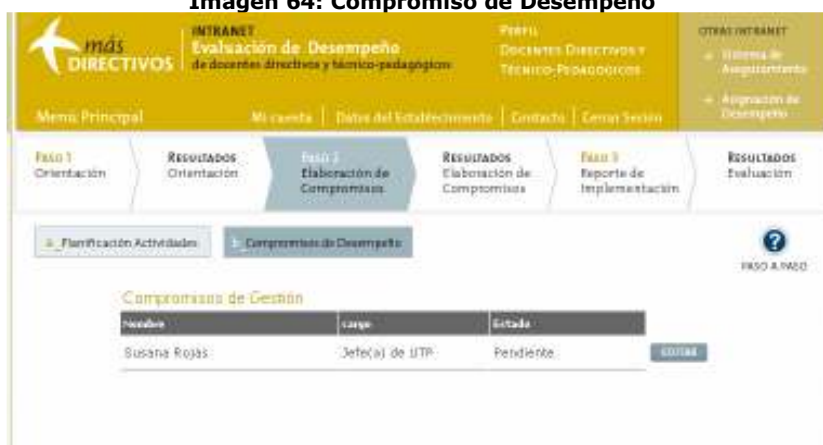 Imagen 64: Compromiso de Desempeño
más DIRECTIVOS
INTRANET
Evaluación de Desempeño
de docentes directivos y técnico-pedagógicos
PERFIL
DOCENTES DIRECTIVOS Y
TÉCNICO-PEDAGÓGICOS
OTRAS INTRANET
Sistema de
Aseguramiento
Asignación de
Desempeño
Menú Principal
Mi cuenta | Datos del Establecimiento | Contacto | Cerrar Sesión
PASO 1
Orientación
RESULTADOS
Orientación
PASO 2
Elaboración de
Compromisos
RESULTADOS
Elaboración de
Compromisos
PASO 3
Reporte de
Implementación
RESULTADOS
Evaluación
a_Planificación Actividades
b_Compromisos de Desempeño
?
PASO A PASO
Compromisos de Gestión
Nombre Cargo Estado
Susana Rojas Jefe(a) de UTP Pendiente EDITAR